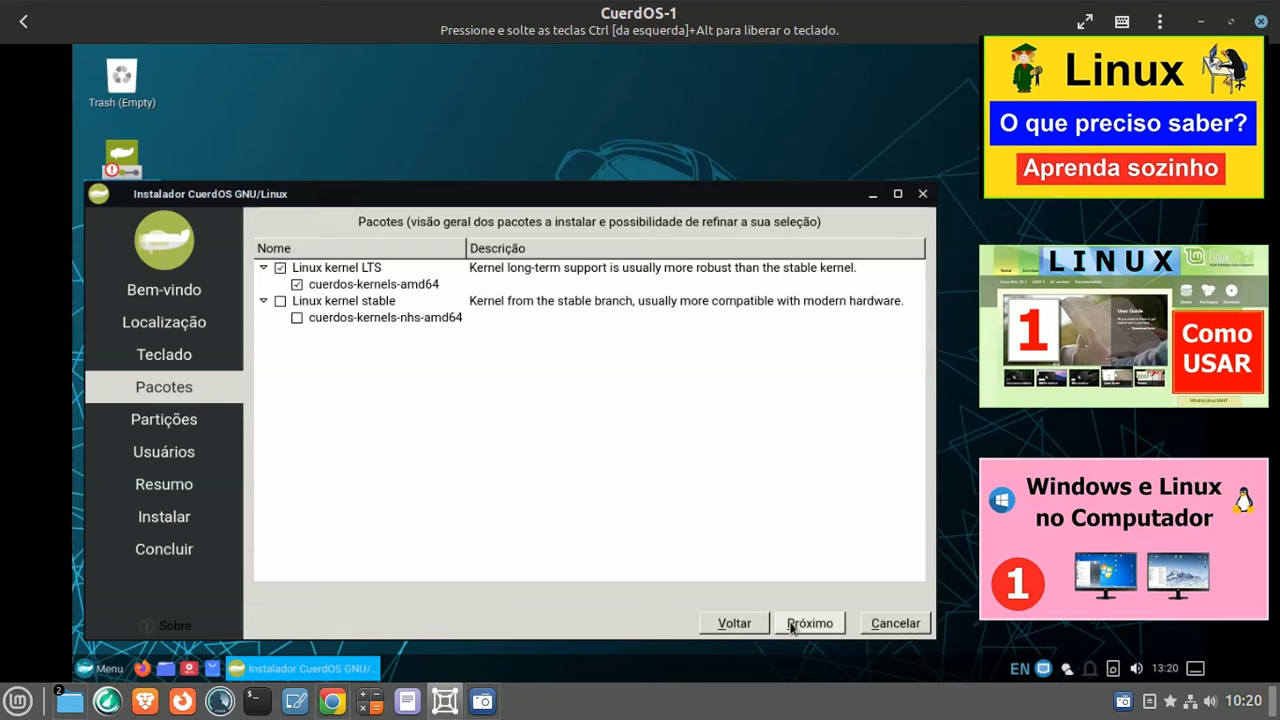 CuerdOS-1
Pressione e solte as teclas Ctrl [da esquerda]+Alt para liberar o teclado.
Trash (Empty)
Instalador CuerdOS GNU/Linux
Bem-vindo
Localização
Teclado
Pacotes
Partições
Usuários
Resumo
Instalar
Concluir
Sobre
Pacotes (visão geral dos pacotes a instalar e possibilidade de refinar a sua seleção)
Nome Descrição
Linux kernel LTS Kernel long-term support is usually more robust than the stable kernel.
cuerdos-kernels-amd64
Linux kernel stable Kernel from the stable branch, usually more compatible with modern hardware.
cuerdos-kernels-nhs-amd64
Voltar Próximo Cancelar
Linux
O que preciso saber?
Aprenda sozinho
LINUX
1
Como
USAR
User Guide
Windows e Linux
no Computador
1
Menu
Instalador CuerdOS GNU/...
EN 13:20
2
10:20